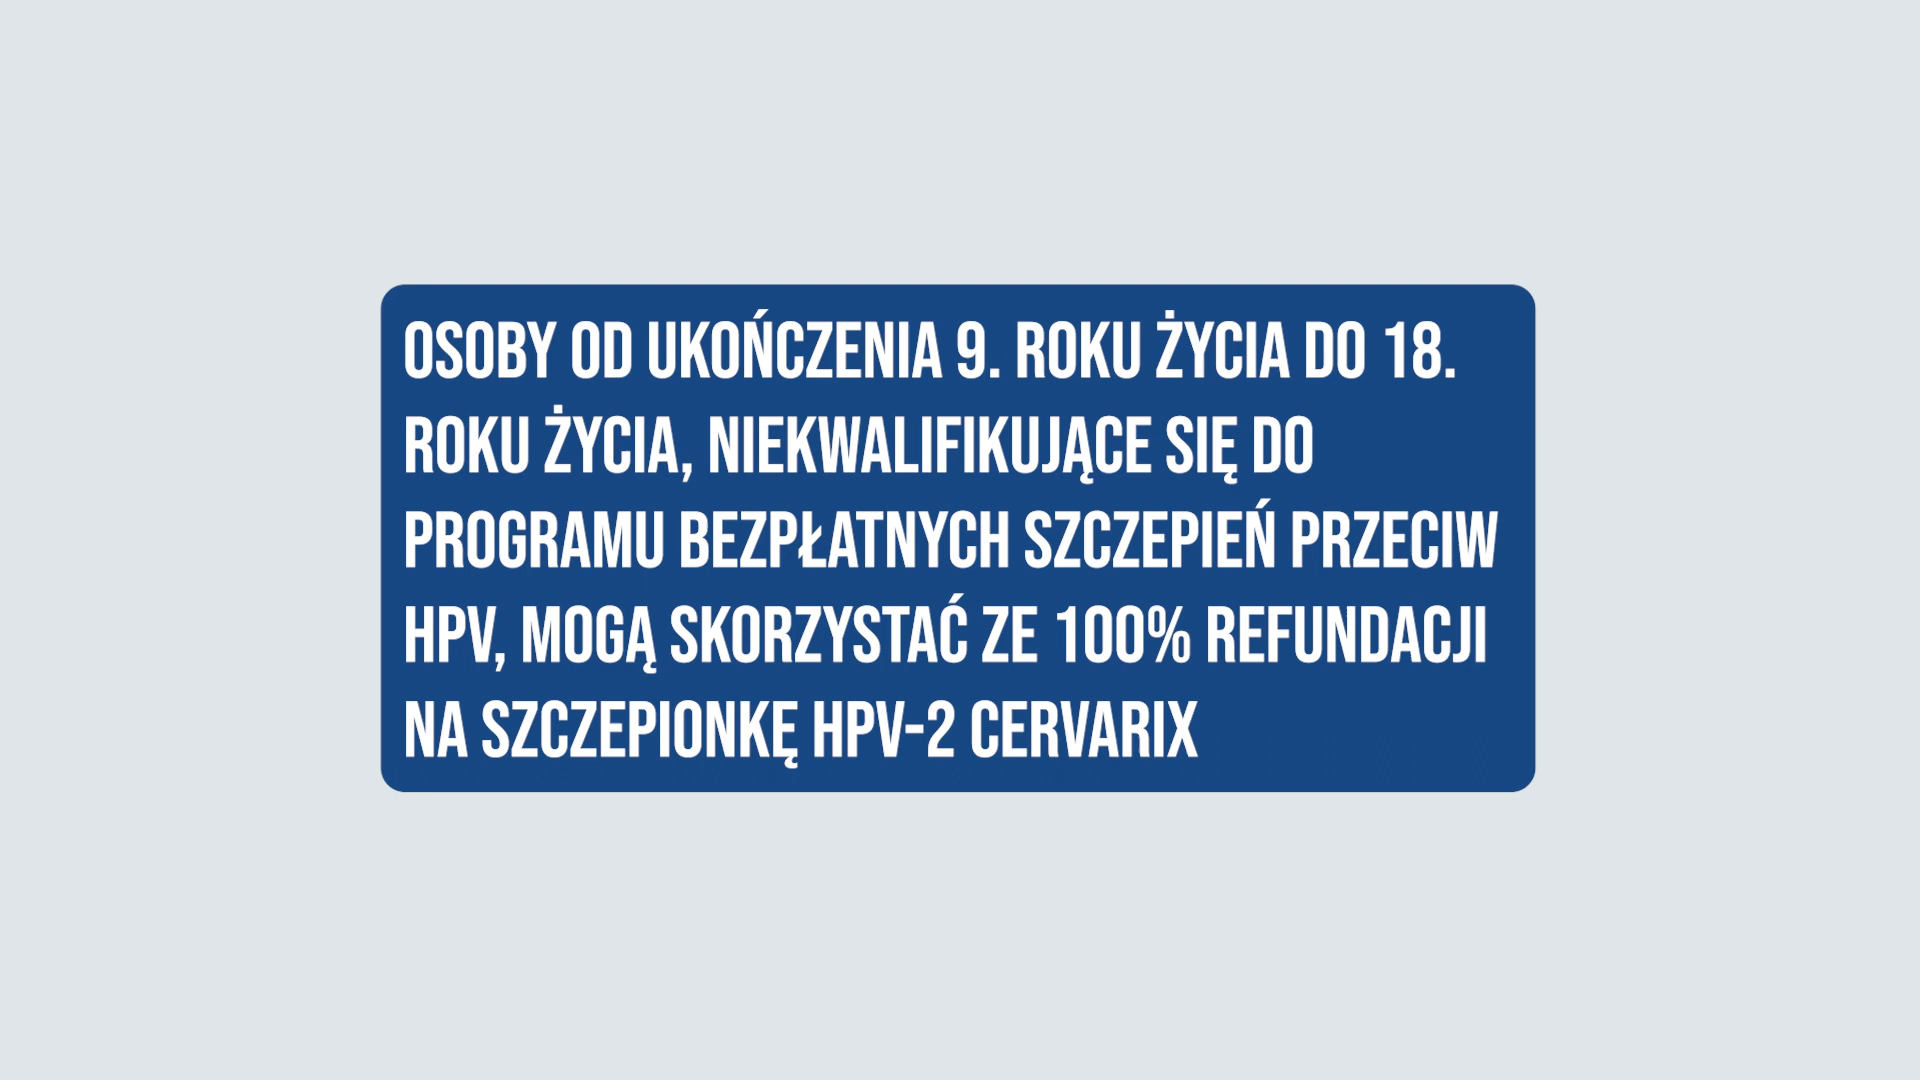 OSOBY OD UKOŃCZENIA 9. ROKU ŻYCIA DO 18.
ROKU ŻYCIA, NIEKWALIFIKUJĄCE SIĘ DO
PROGRAMU BEZPŁATNYCH SZCZEPIEŃ PRZECIW
HPV, MOGĄ SKORZYSTAĆ ZE 100% REFUNDACJI
NA SZCZEPIONKĘ HPV-2 CERVARIX